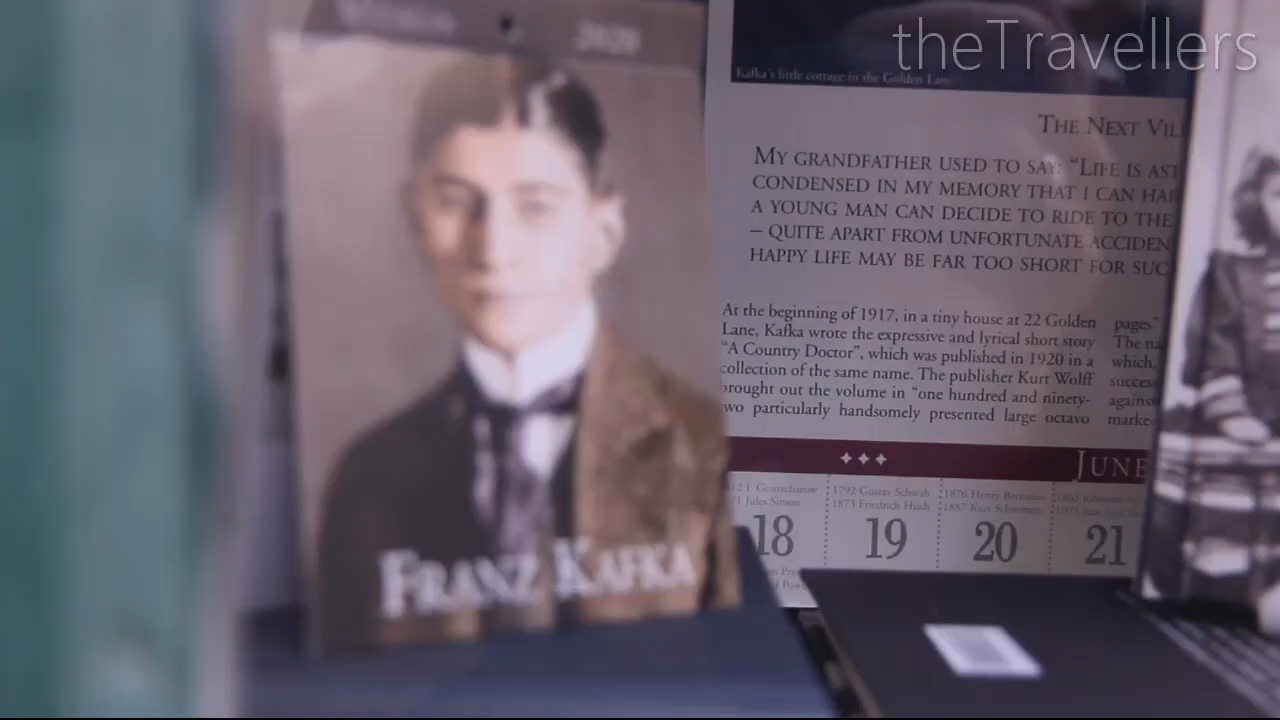 theTravellers
Kafka's little cottage in the Golden Lane
THE NEXT VIL
MY GRANDFATHER USED TO SAY: "LIFE IS AST
CONDENSED IN MY MEMORY THAT I CAN HAR
A YOUNG MAN CAN DECIDE TO RIDE TO THE
– QUITE APART FROM UNFORTUNATE ACCIDEN
HAPPY LIFE MAY BE FAR TOO SHORT FOR SUC
At the beginning of 1917, in a tiny house at 22 Golden
Lane, Kafka wrote the expressive and lyrical short story
"A Country Doctor", which was published in 1920 in a
collection of the same name. The publisher Kurt Wolff
brought out the volume in "one hundred and ninety-
wo particularly handsomely presented large octavo
pages"
The na
which,
succes
against
marke
JUNE
Jules Simon
1792 Gustav Schwab
1873 Friedrich Huch
1876 Henry Bernstein
1887 Kurt Schwitters
18 19 20 21
FRANZ KAFKA